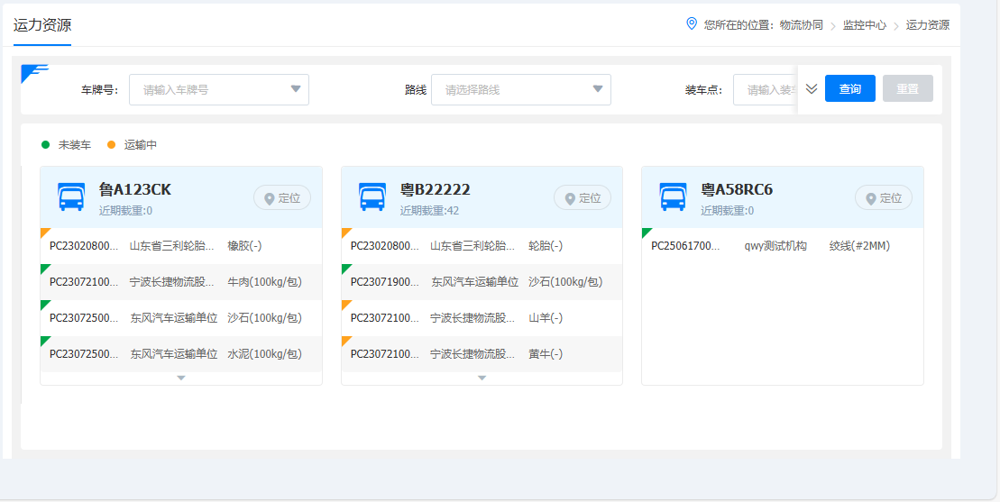 运力资源
您所在的位置： 物流协同 > 监控中心 > 运力资源
车牌号： 请输入车牌号 路线 请选择路线 装车点： 请输入装车 查询 重置
未装车 运输中
鲁A123CK 定位
近期载重:0
PC23020800... 山东省三利轮胎... 橡胶(-)
PC23072100... 宁波长捷物流股... 牛肉(100kg/包)
PC23072500... 东风汽车运输单位 沙石(100kg/包)
PC23072500... 东风汽车运输单位 水泥(100kg/包)
粤B22222 定位
近期载重:42
PC23020800... 山东省三利轮胎... 轮胎(-)
PC23071900... 东风汽车运输单位 沙石(100kg/包)
PC23072100... 宁波长捷物流股... 山羊(-)
PC23072100... 宁波长捷物流股... 黄牛(-)
粤A58RC6 定位
近期载重:0
PC25061700... qwy测试机构 绞线(#2MM)